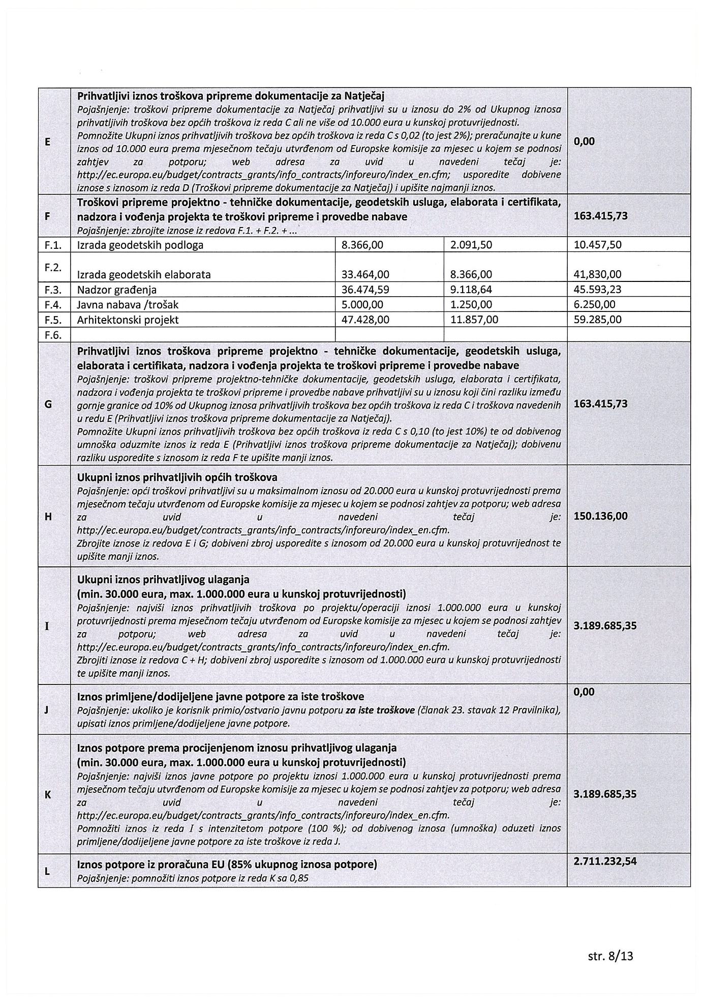 Prihvatljivi iznos troškova pripreme dokumentacije za Natječaj
Pojašnjenje: troškovi pripreme dokumentacije za Natječaj prihvatljivi su u iznosu do 2% od Ukupnog iznosa
prihvatljivih troškova bez općih troškova iz reda C ali ne više od 10.000 eura u kunskoj protuvrijednosti.
Pomnožite Ukupni iznos prihvatljivih troškova bez općih troškova iz reda C s 0,02 (to jest 2%); preračunajte u kune
E
iznos od 10.000 eura prema mjesečnom tečaju utvrđenom od Europske komisije za mjesec u kojem se podnosi
0,00
zahtjev za potporu; web adresa za uvid u navedeni tečaj je:
http://ec.europa.eu/budget/contracts_grants/info_contracts/inforeuro/index_en.cfm; usporedite dobivene
iznose s iznosom iz reda D (Troškovi pripreme dokumentacije za Natječaj) i upišite najmanji iznos.
Troškovi pripreme projektno - tehničke dokumentacije, geodetskih usluga, elaborata i certifikata,
F nadzora i vođenja projekta te troškovi pripreme i provedbe nabave 163.415,73
Pojašnjenje: zbrojite iznose iz redova F.1. + F.2. + ...
F.1. Izrada geodetskih podloga 8.366,00 2.091,50 10.457,50
F.2. Izrada geodetskih elaborata 33.464,00 8.366,00 41,830,00
F.3. Nadzor građenja 36.474,59 9.118,64 45.593,23
F.4. Javna nabava /trošak 5.000,00 1.250,00 6.250,00
F.5. Arhitektonski projekt 47.428,00 11.857,00 59.285,00
F.6.
Prihvatljivi iznos troškova pripreme projektno - tehničke dokumentacije, geodetskih usluga,
elaborata i certifikata, nadzora i vođenja projekta te troškovi pripreme i provedbe nabave
Pojašnjenje: troškovi pripreme projektno-tehničke dokumentacije, geodetskih usluga, elaborata i certifikata,
nadzora i vođenja projekta te troškovi pripreme i provedbe nabave prihvatljivi su u iznosu koji čini razliku između
G gornje granice od 10% od Ukupnog iznosa prihvatljivih troškova bez općih troškova iz reda C i troškova navedenih 163.415,73
u redu E (Prihvatljivi iznos troškova pripreme dokumentacije za Natječaj).
Pomnožite Ukupni iznos prihvatljivih troškova bez općih troškova iz reda C s 0,10 (to jest 10%) te od dobivenog
umnoška oduzmite iznos iz reda E (Prihvatljivi iznos troškova pripreme dokumentacije za Natječaj); dobivenu
razliku usporedite s iznosom iz reda F te upišite manji iznos.
Ukupni iznos prihvatljivih općih troškova
Pojašnjenje: opći troškovi prihvatljivi su u maksimalnom iznosu od 20.000 eura u kunskoj protuvrijednosti prema
mjesečnom tečaju utvrđenom od Europske komisije za mjesec u kojem se podnosi zahtjev za potporu; web adresa
H za uvid u navedeni tečaj je: 150.136,00
http://ec.europa.eu/budget/contracts_grants/info_contracts/inforeuro/index_en.cfm.
Zbrojite iznose iz redova E i G; dobiveni zbroj usporedite s iznosom od 20.000 eura u kunskoj protuvrijednost te
upišite manji iznos.
Ukupni iznos prihvatljivog ulaganja
(min. 30.000 eura, max. 1.000.000 eura u kunskoj protuvrijednosti)
Pojašnjenje: najviši iznos prihvatljivih troškova po projektu/operaciji iznosi 1.000.000 eura u kunskoj
I protuvrijednosti prema mjesečnom tečaju utvrđenom od Europske komisije za mjesec u kojem se podnosi zahtjev 3.189.685,35
za potporu; web adresa za uvid u navedeni tečaj je:
http://ec.europa.eu/budget/contracts_grants/info_contracts/inforeuro/index_en.cfm.
Zbrojiti iznose iz redova C + H; dobiveni zbroj usporedite s iznosom od 1.000.000 eura u kunskoj protuvrijednosti
te upišite manji iznos.
Iznos primljene/dodijeljene javne potpore za iste troškove 0,00
J Pojašnjenje: ukoliko je korisnik primio/ostvario javnu potporu za iste troškove (članak 23. stavak 12 Pravilnika),
upisati iznos primljene/dodijeljene javne potpore.
Iznos potpore prema procijenjenom iznosu prihvatljivog ulaganja
(min. 30.000 eura, max. 1.000.000 eura u kunskoj protuvrijednosti)
Pojašnjenje: najviši iznos javne potpore po projektu iznosi 1.000.000 eura u kunskoj protuvrijednosti prema
K mjesečnom tečaju utvrđenom od Europske komisije za mjesec u kojem se podnosi zahtjev za potporu; web adresa 3.189.685,35
za uvid u navedeni tečaj je:
http://ec.europa.eu/budget/contracts_grants/info_contracts/inforeuro/index_en.cfm.
Pomnožiti iznos iz reda I s intenzitetom potpore (100 %); od dobivenog iznosa (umnoška) oduzeti iznos
primljene/dodijeljene javne potpore za iste troškove iz reda J.
L Iznos potpore iz proračuna EU (85% ukupnog iznosa potpore) 2.711.232,54
Pojašnjenje: pomnožiti iznos potpore iz reda K sa 0,85
str. 8/13